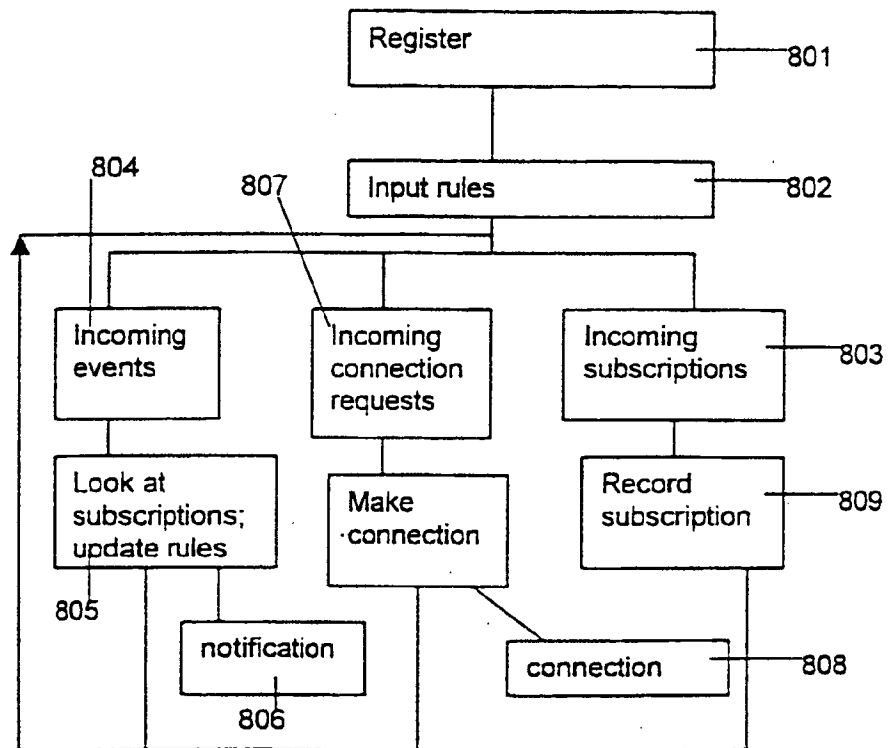 Register
801
804
807
Input rules
802
Incoming
events
Incoming
connection
requests
Incoming
subscriptions
803
Look at
subscriptions;
update rules
Make
connection
Record
subscription
809
805
notification
connection
808
806